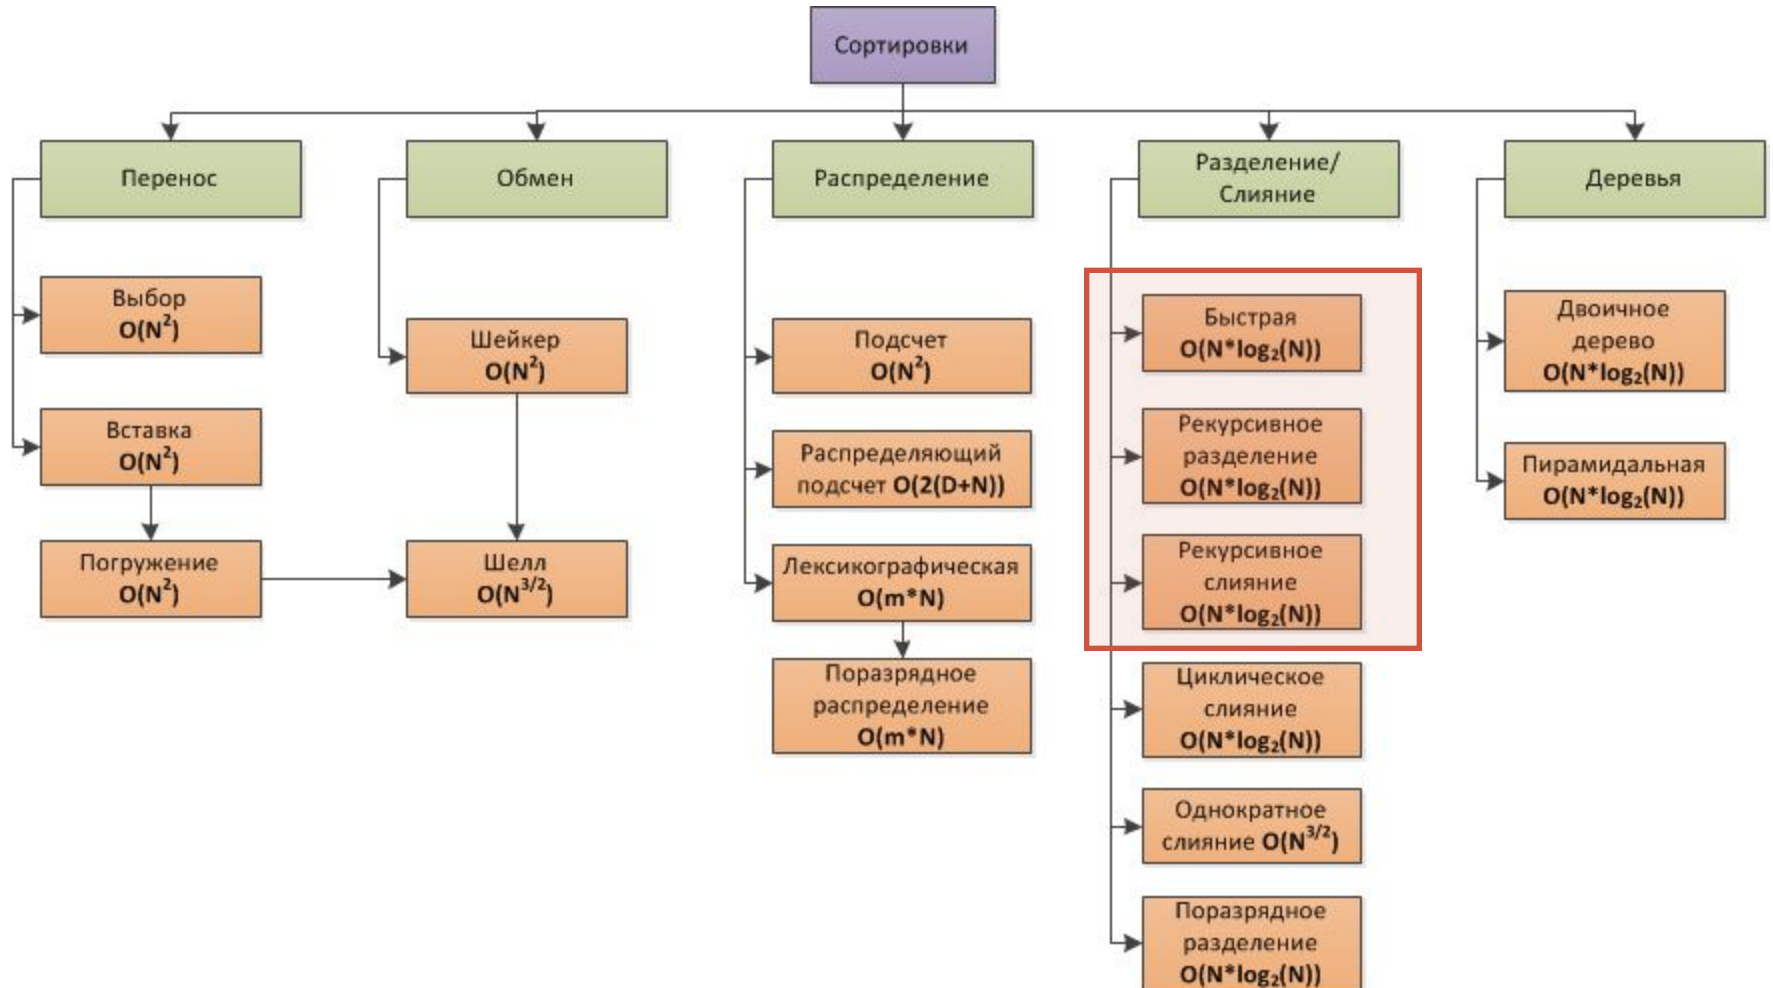 Сортировки
Перенос
Обмен
Распределение
Разделение/
Слияние
Деревья
Выбор
O(N²)
Вставка
O(N²)
Погружение
O(N²)
Шейкер
O(N²)
Шелл
O(N³/²)
Подсчет
O(N²)
Распределяющий
подсчет O(2(D+N))
Лексикографическая
O(m*N)
Поразрядное
распределение
O(m*N)
Быстрая
O(N*log₂(N))
Рекурсивное
разделение
O(N*log₂(N))
Рекурсивное
слияние
O(N*log₂(N))
Циклическое
слияние
O(N*log₂(N))
Однократное
слияние O(N³/²)
Поразрядное
разделение
O(N*log₂(N))
Двоичное
дерево
O(N*log₂(N))
Пирамидальная
O(N*log₂(N))